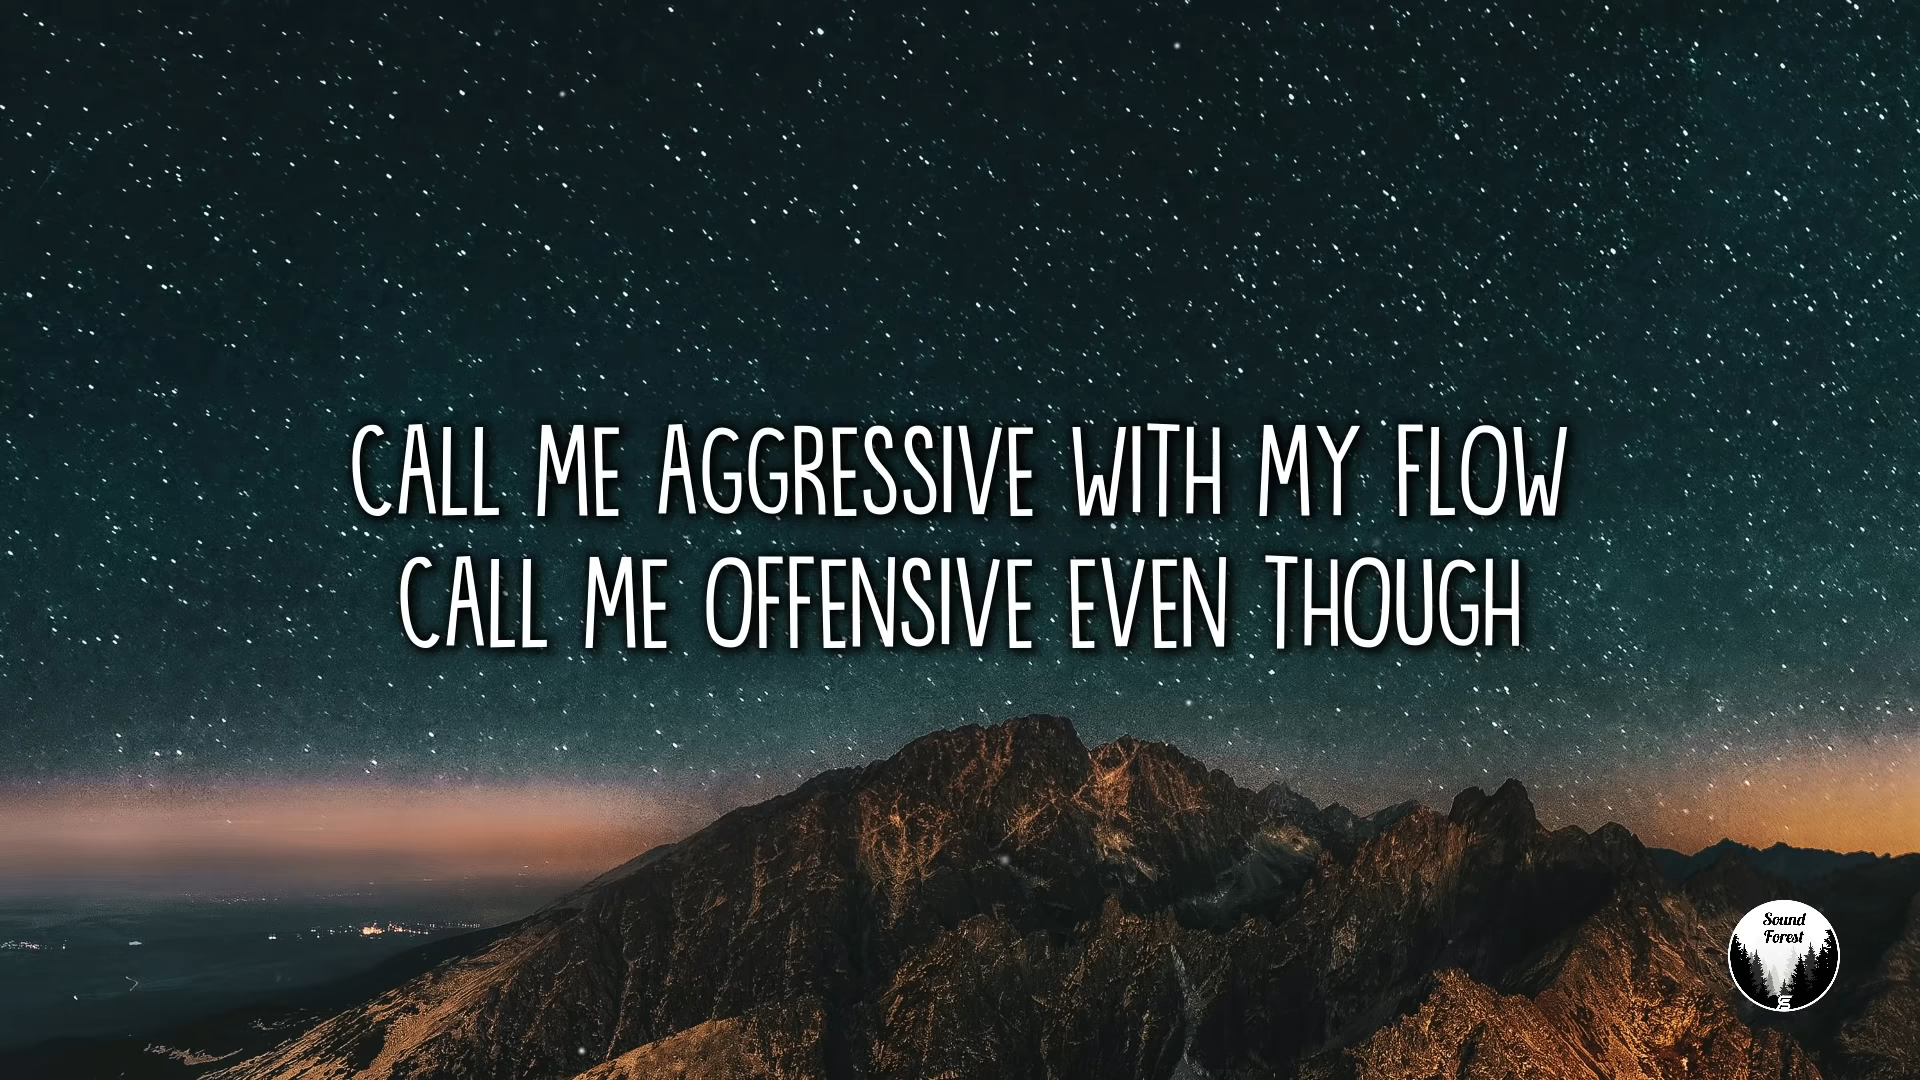 CALL ME AGGRESSIVE WITH MY FLOW
CALL ME OFFENSIVE EVEN THOUGH
Sound
Forest